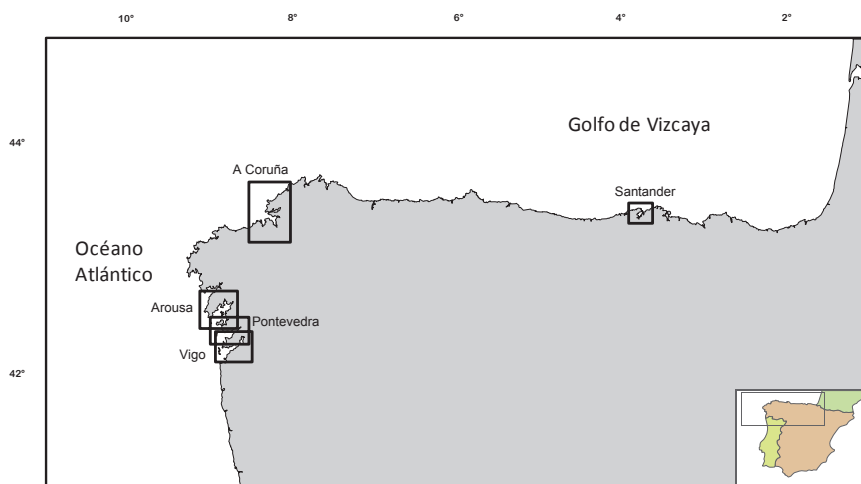 10°
8°
6°
4°
2°
44°
42°
Golfo de Vizcaya
A Coruña
Santander
Océano
Atlántico
Arousa
Pontevedra
Vigo